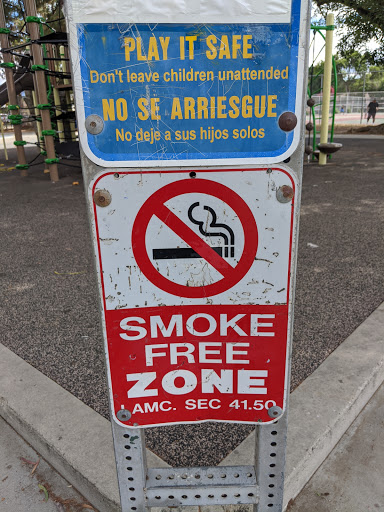 PLAY IT SAFE
Don't leave children unattended
NO SE ARRIESGUE
No deje a sus hijos solos
SMOKE
FREE
ZONE
LAMC. SEC 41.50